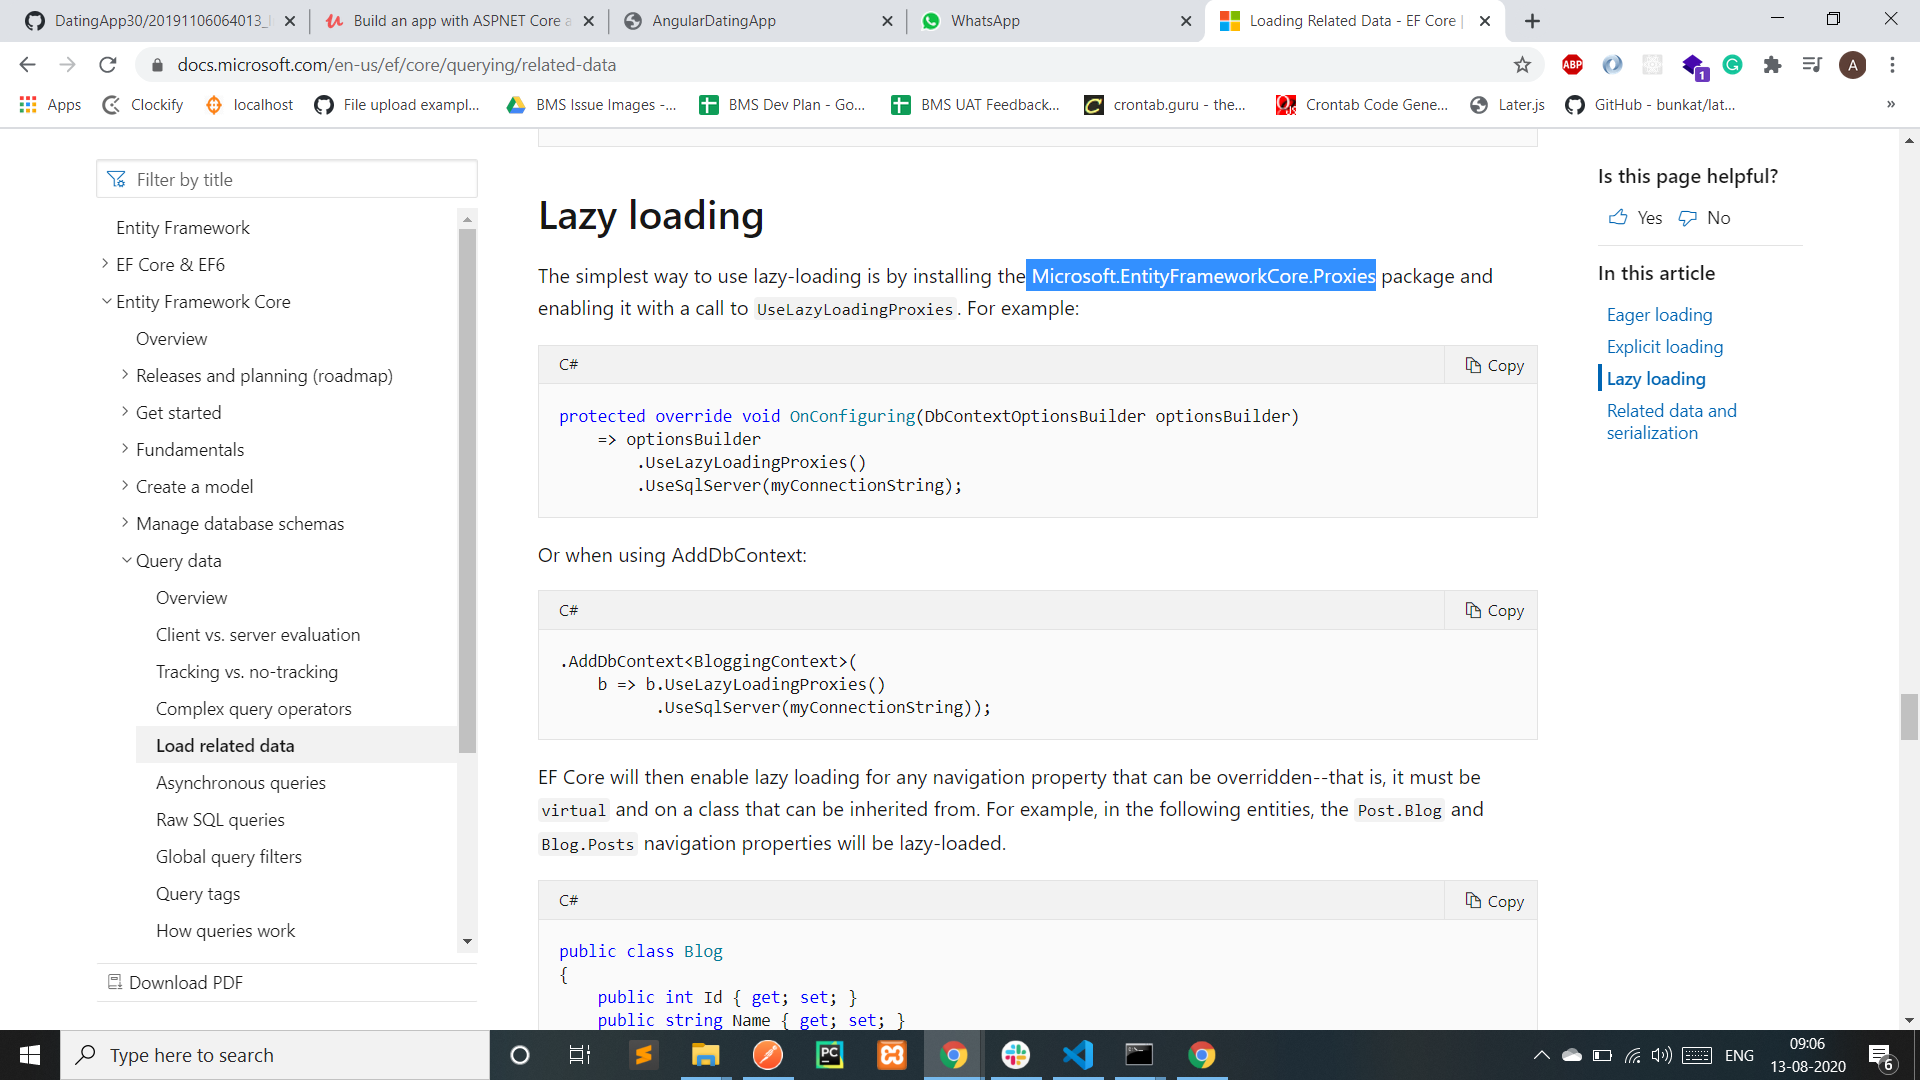 DatingApp30/20191106064013_I
Build an app with ASPNET Core a
AngularDatingApp
WhatsApp
Loading Related Data - EF Core |
docs.microsoft.com/en-us/ef/core/querying/related-data
ABP
1
G
A
Apps
Clockify
localhost
File upload exampl...
BMS Issue Images -...
BMS Dev Plan - Go...
BMS UAT Feedback...
crontab.guru - the...
Crontab Code Gene...
Later.js
GitHub - bunkat/lat...
»
Filter by title
Entity Framework
EF Core & EF6
Entity Framework Core
Overview
Releases and planning (roadmap)
Get started
Fundamentals
Create a model
Manage database schemas
Query data
Overview
Client vs. server evaluation
Tracking vs. no-tracking
Complex query operators
Load related data
Asynchronous queries
Raw SQL queries
Global query filters
Query tags
How queries work
Download PDF
Lazy loading
The simplest way to use lazy-loading is by installing the Microsoft.EntityFrameworkCore.Proxies package and
enabling it with a call to UseLazyLoadingProxies. For example:
C#
Copy
protected override void OnConfiguring(DbContextOptionsBuilder optionsBuilder)
=> optionsBuilder
.UseLazyLoadingProxies()
.UseSqlServer(myConnectionString);
Or when using AddDbContext:
C#
Copy
.AddDbContext<BloggingContext>(
b => b.UseLazyLoadingProxies()
.UseSqlServer(myConnectionString));
EF Core will then enable lazy loading for any navigation property that can be overridden--that is, it must be
virtual and on a class that can be inherited from. For example, in the following entities, the Post.Blog and
Blog.Posts navigation properties will be lazy-loaded.
C#
Copy
public class Blog
{
public int Id { get; set; }
public string Name { get; set; }
Is this page helpful?
Yes
No
In this article
Eager loading
Explicit loading
Lazy loading
Related data and
serialization
Type here to search
PC
ENG
09:06
13-08-2020
6